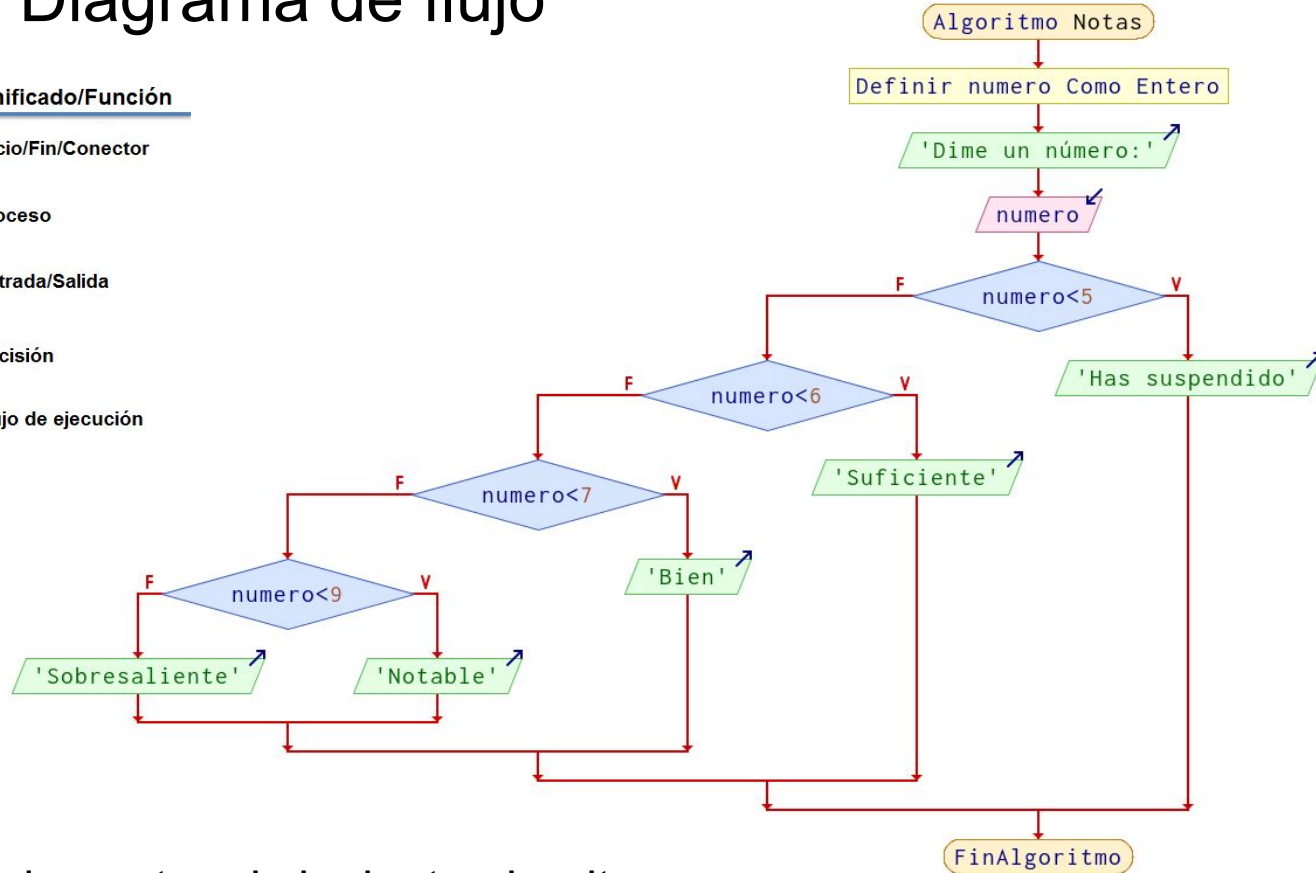 Diagrama de flujo
nificado/Función
cio/Fin/Conector
oceso
trada/Salida
cisión
ujo de ejecución
Algoritmo Notas
Definir numero Como Entero
'Dime un número:'
numero
numero<5
F
V
'Has suspendido'
numero<6
F
V
'Suficiente'
numero<7
F
V
'Bien'
numero<9
F
V
'Sobresaliente'
'Notable'
FinAlgoritmo